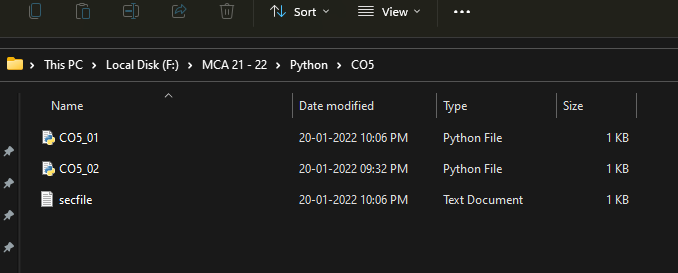 Sort View
This PC Local Disk (F:) MCA 21 - 22 Python CO5
Name Date modified Type Size
CO5_01 20-01-2022 10:06 PM Python File 1 KB
CO5_02 20-01-2022 09:32 PM Python File 1 KB
secfile 20-01-2022 10:06 PM Text Document 1 KB